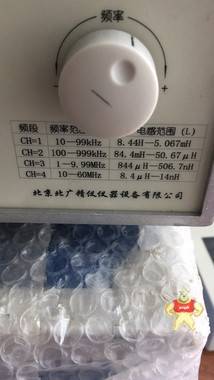 频率
频段 频率范 电感范围 (L)
CH=1 10—99kHz 8.44H—5.067mH
CH=2 100—999kHz 84.4mH—50.67μH
CH=3 1—9.99MHz 844μH—506.7nH
CH=4 10—60MHz 8.4μH—14nH
北京北广精仪仪器设备有限公司